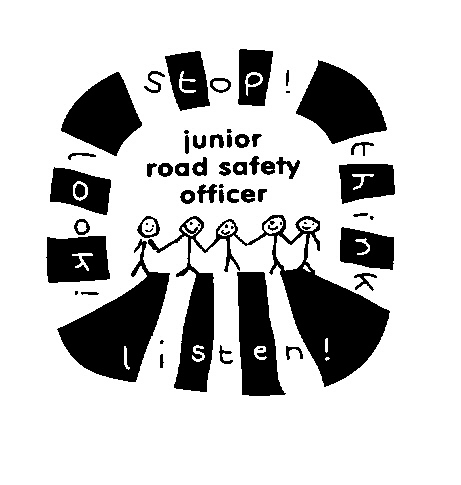 stop!
think
look!
listen!
junior
road safety
officer